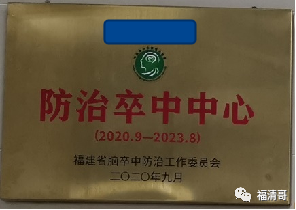 防治卒中中心
(2020.9—2023.8)
福建省脑卒中防治工作委员会
二〇二〇年九月
福清哥